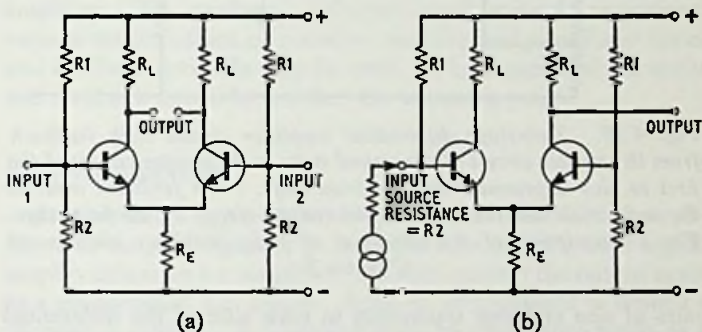 + +
R1 RL RL R1 R1 RL RL R1
OUTPUT OUTPUT
INPUT
1
INPUT
2
INPUT
SOURCE
RESISTANCE
= R2
R2 R2 R2
RE RE
- -
(a) (b)